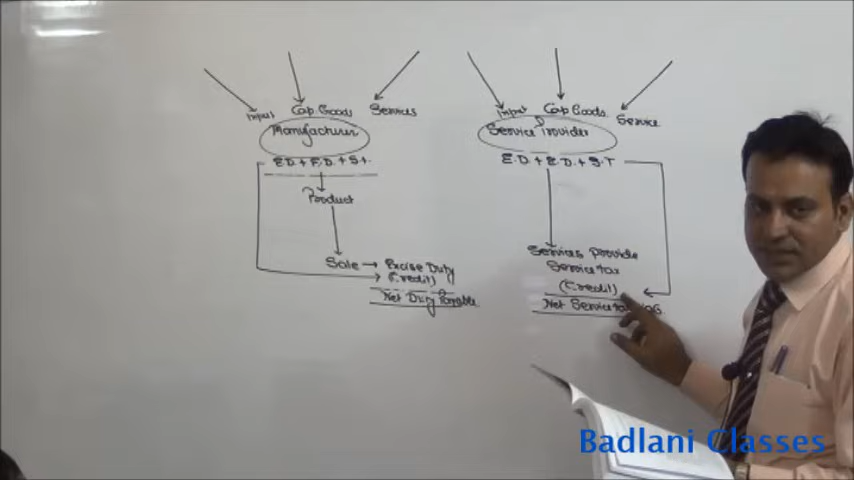 Input Cap. Goods Services
Manufacturer
E.D. + E.D. + S.T.
Product
Sale → Excise Duty
(Credit)
Net Duty Payable
Input Cap Goods Service
Service Provider
E.D + E.D. + S.T
Services provide
Service tax
(Credit)
Net Service tax
Badlani Classes